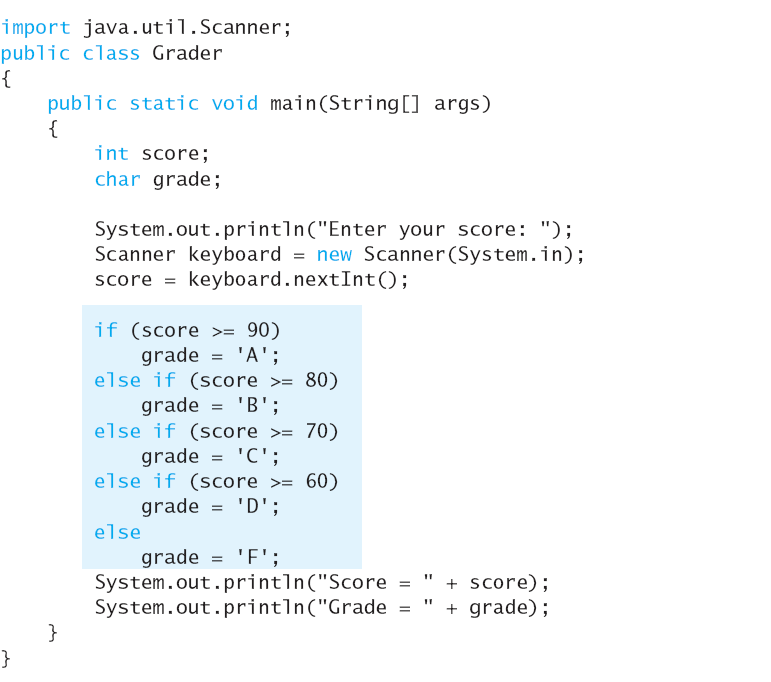 import java.util.Scanner;
public class Grader
{
    public static void main(String[] args)
    {
        int score;
        char grade;

        System.out.println("Enter your score: ");
        Scanner keyboard = new Scanner(System.in);
        score = keyboard.nextInt();

        if (score >= 90)
            grade = 'A';
        else if (score >= 80)
            grade = 'B';
        else if (score >= 70)
            grade = 'C';
        else if (score >= 60)
            grade = 'D';
        else
            grade = 'F';
        System.out.println("Score = " + score);
        System.out.println("Grade = " + grade);
    }
}